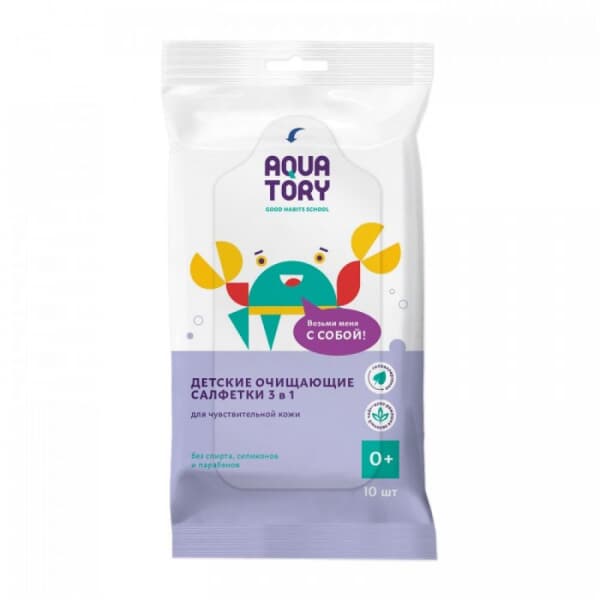 AQUA
TORY
GOOD HABITS SCHOOL
Возьми меня
С СОБОЙ!
ДЕТСКИЕ ОЧИЩАЮЩИЕ
САЛФЕТКИ 3 в 1
для чувствительной кожи
Без спирта, силиконов
и парабенов
0+
10 шт